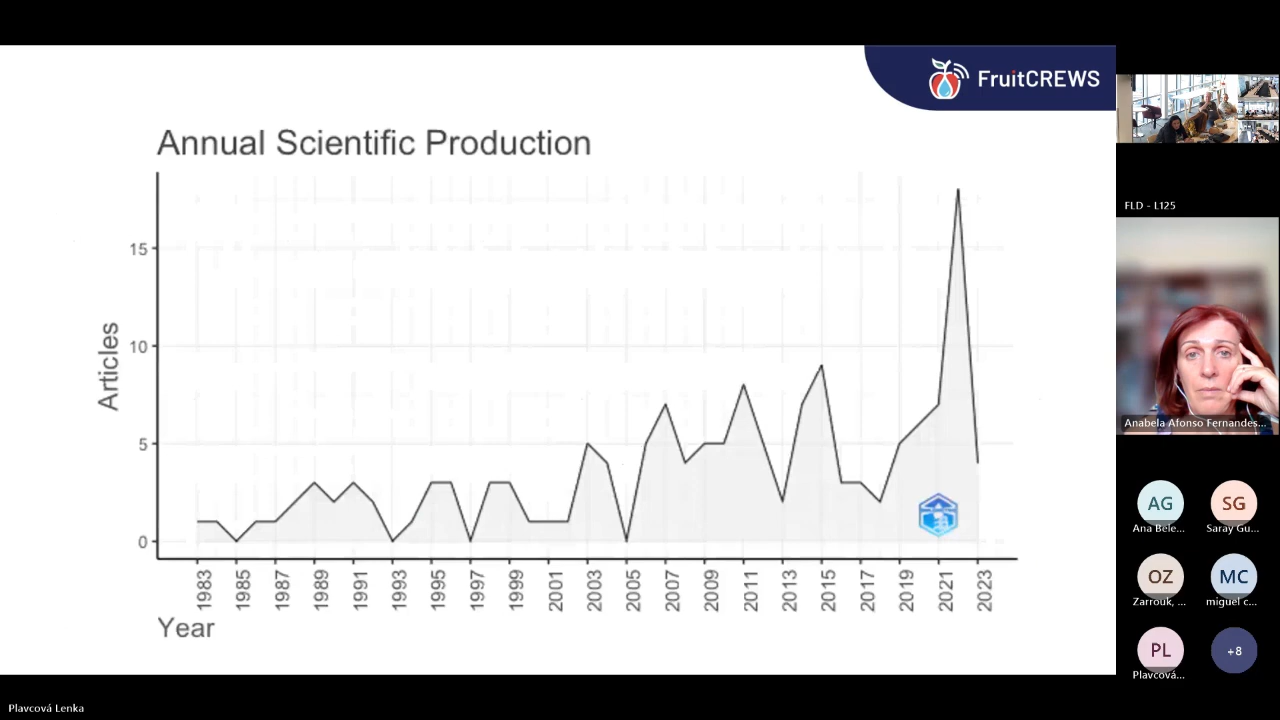 FruitCREWS
Annual Scientific Production
Articles
15
10
5
0
1983
1985
1987
1989
1991
1993
1995
1997
1999
2001
2003
2005
2007
2009
2011
2013
2015
2017
2019
2021
2023
Year
FLD - L125
Anabela Afonso Fernandes...
AG
Ana Bele...
SG
Saray Gu...
OZ
Zarrouk, ...
MC
miguel c...
PL
Plavcová...
+8
Plavcová Lenka